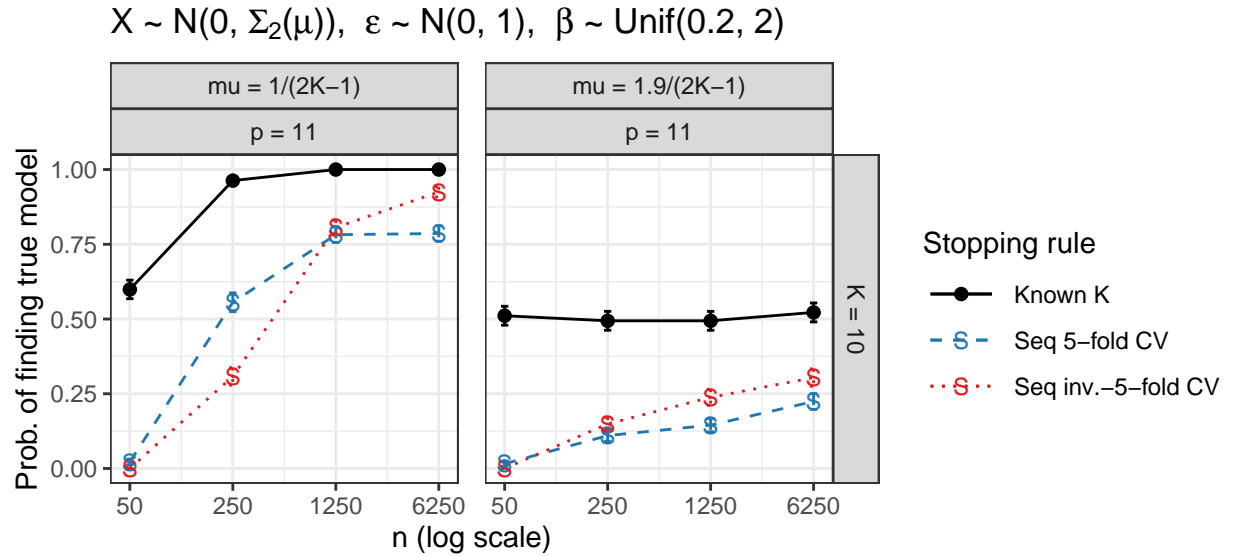 X ~ N(0, Σ₂(μ)), ε ~ N(0, 1), β ~ Unif(0.2, 2)
mu = 1/(2K−1)
mu = 1.9/(2K−1)
p = 11
p = 11
Prob. of finding true model
1.00
0.75
0.50
0.25
0.00
K = 10
50
250
1250
6250
50
250
1250
6250
n (log scale)
Stopping rule
Known K
S Seq 5−fold CV
S Seq inv.−5−fold CV